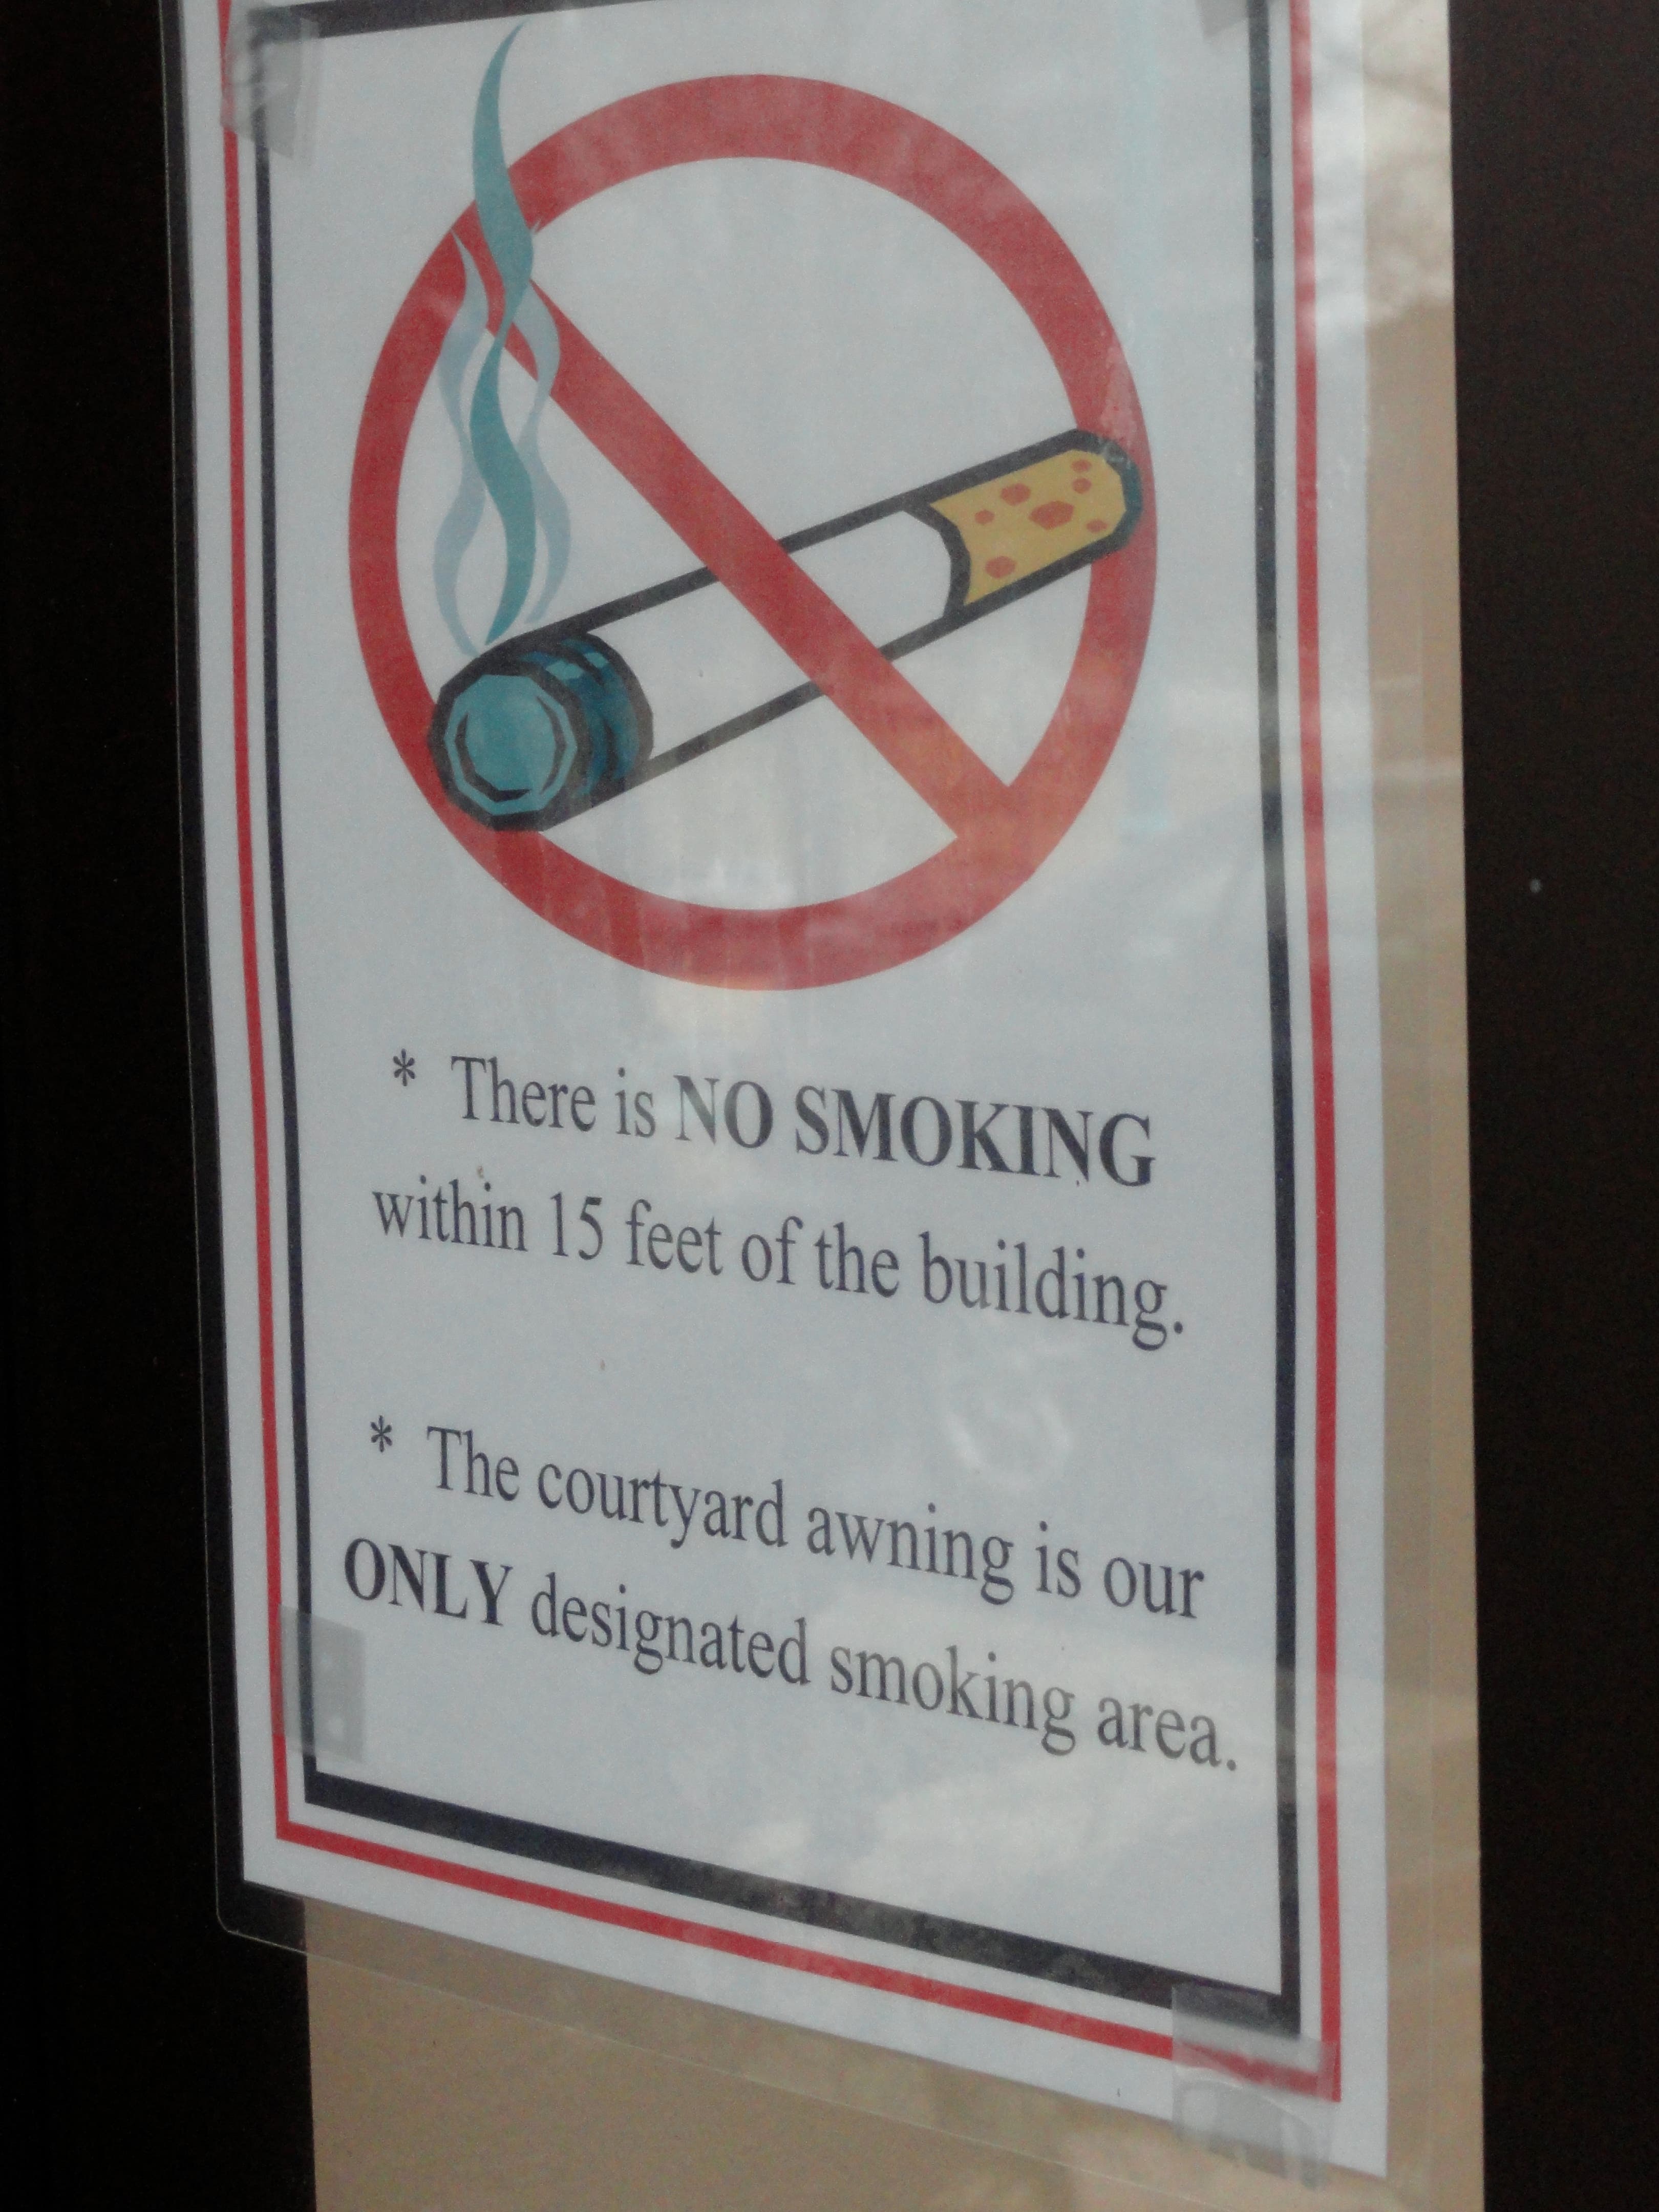 * There is NO SMOKING
within 15 feet of the building.
* The courtyard awning is our
ONLY designated smoking area.